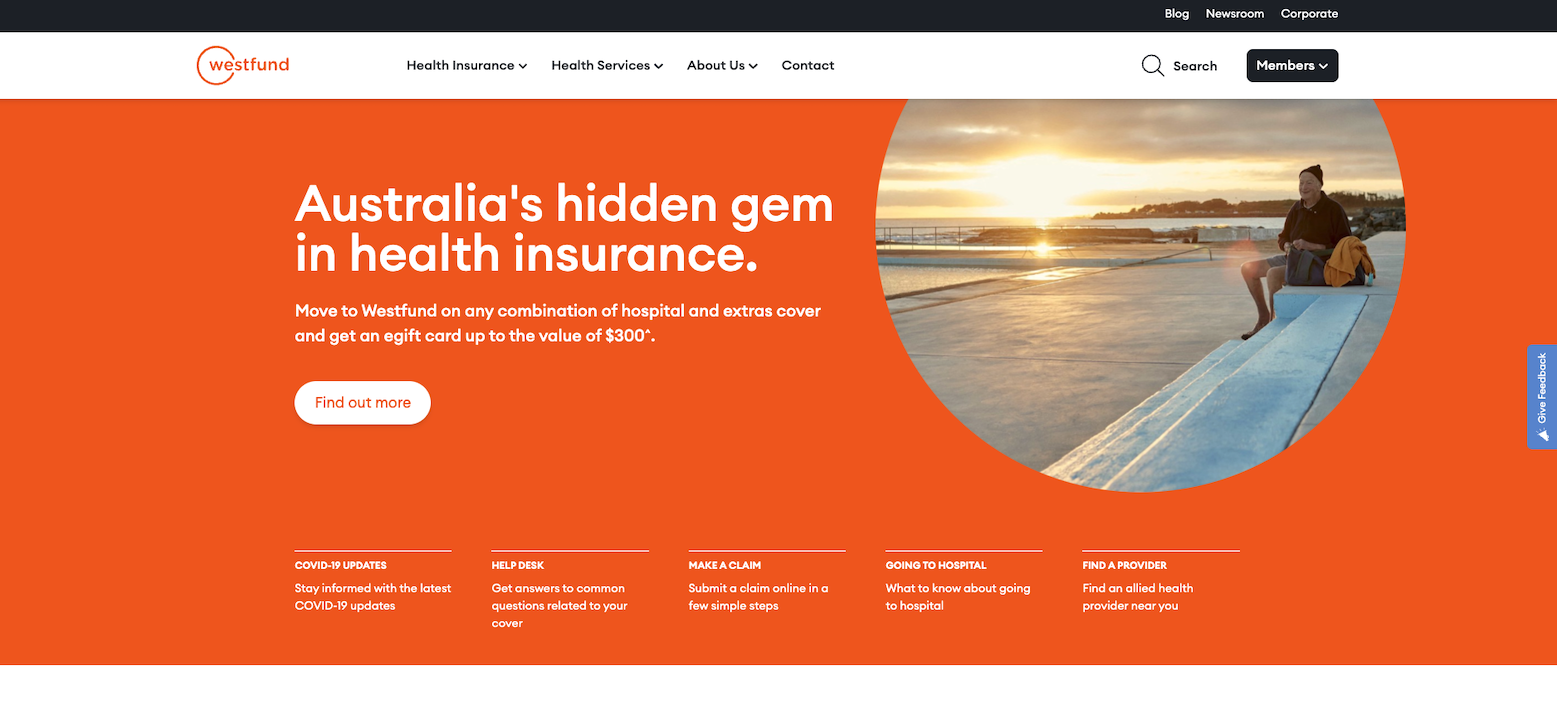 Blog Newsroom Corporate
westfund
Health Insurance Health Services About Us Contact
Search
Members
Australia's hidden gem
in health insurance.
Move to Westfund on any combination of hospital and extras cover
and get an egift card up to the value of $300^.
Find out more
Give Feedback
COVID-19 UPDATES
Stay informed with the latest
COVID-19 updates
HELP DESK
Get answers to common
questions related to your
cover
MAKE A CLAIM
Submit a claim online in a
few simple steps
GOING TO HOSPITAL
What to know about going
to hospital
FIND A PROVIDER
Find an allied health
provider near you